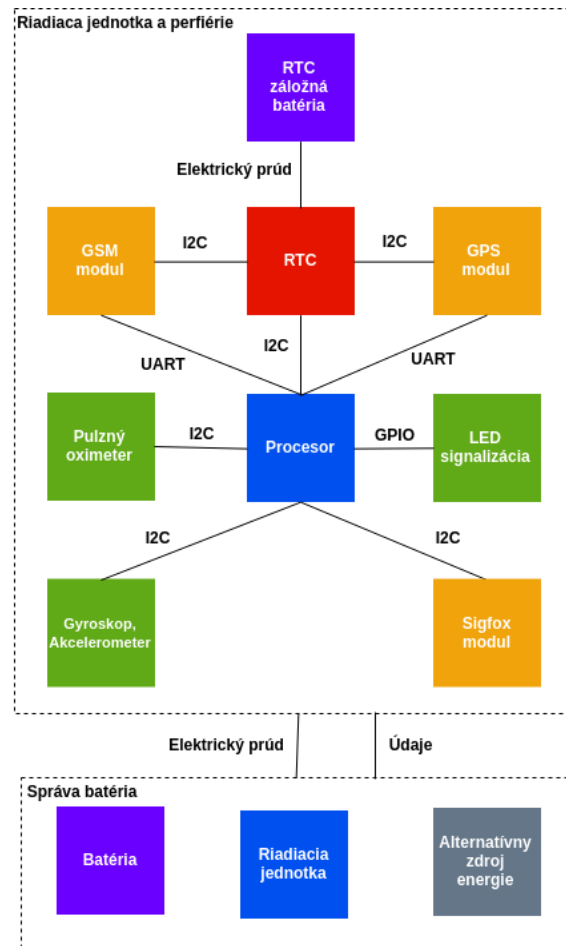 Riadiaca jednotka a perfiérie
RTC
záložná
batéria
Elektrický prúd
GSM
modul
I2C
RTC
I2C
GPS
modul
I2C
UART
UART
Pulzný
oximeter
I2C
Procesor
GPIO
LED
signalizácia
I2C
I2C
Gyroskop,
Akcelerometer
Sigfox
modul
Elektrický prúd
Údaje
Správa batéria
Batéria
Riadiacia
jednotka
Alternatívny
zdroj
energie